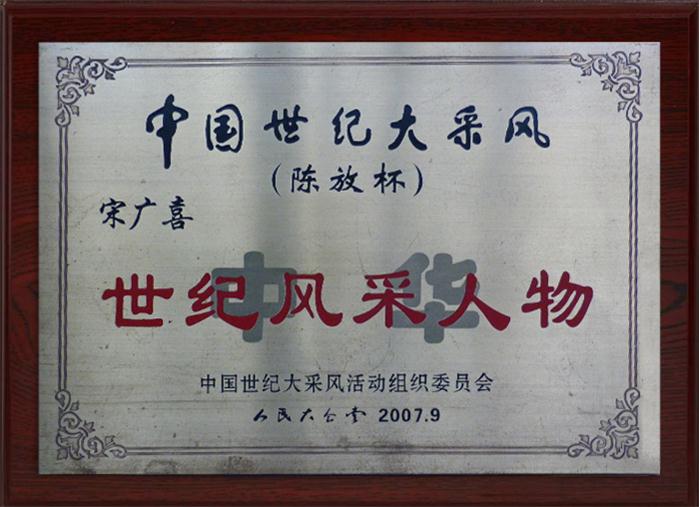 中国世纪大采风
(陈放杯)
宋广喜
中华
世纪风采人物
中国世纪大采风活动组织委员会
人民大会堂 2007.9